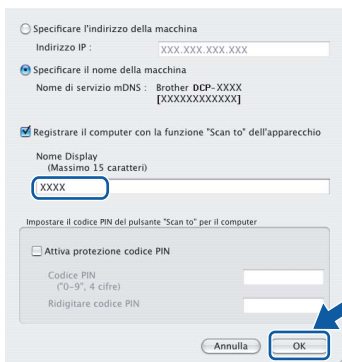 Specificare l'indirizzo della macchina
Indirizzo IP :
XXX.XXX.XXX.XXX
Specificare il nome della macchina
Nome di servizio mDNS : Brother DCP-XXXX
[XXXXXXXXXXXX]
Registrare il computer con la funzione "Scan to" dell'apparecchio
Nome Display
(Massimo 15 caratteri)
XXXX
Impostare il codice PIN del pulsante "Scan to" per il computer
Attiva protezione codice PIN
Codice PIN
("0-9", 4 cifre)
Ridigitare codice PIN
Annulla OK